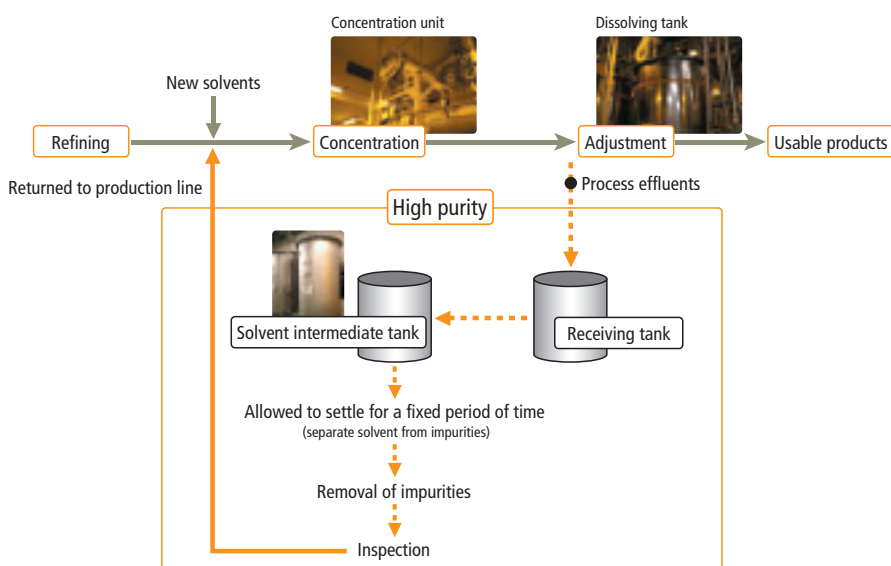 Concentration unit
Dissolving tank
New solvents
Refining
Concentration
Adjustment
Usable products
Returned to production line
Process effluents
High purity
Solvent intermediate tank
Receiving tank
Allowed to settle for a fixed period of time
(separate solvent from impurities)
Removal of impurities
Inspection